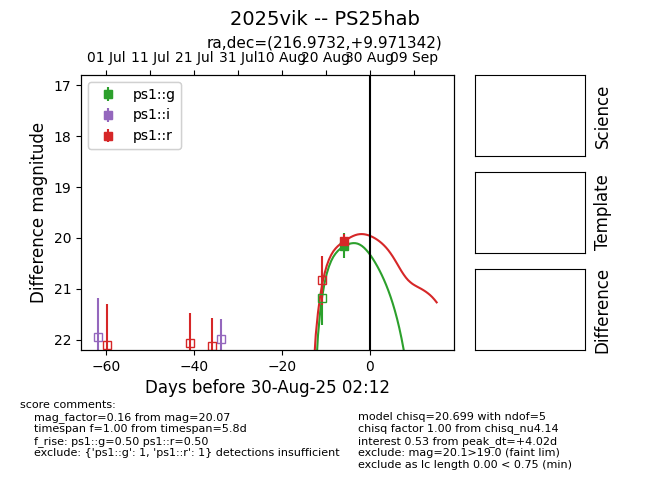 2025vik -- PS25hab
ra,dec=(216.9732,+9.971342)
01 Jul 11 Jul 21 Jul 31 Jul 10 Aug 20 Aug 30 Aug 09 Sep
17
18
19
20
21
22
Difference magnitude
ps1::g
ps1::i
ps1::r
Science
Template
Difference
−60 −40 −20 0
Days before 30-Aug-25 02:12
score comments:
mag_factor=0.16 from mag=20.07
timespan f=1.00 from timespan=5.8d
f_rise: ps1::g=0.50 ps1::r=0.50
exclude: {'ps1::g': 1, 'ps1::r': 1} detections insufficient
model chisq=20.699 with ndof=5
chisq factor 1.00 from chisq_nu4.14
interest 0.53 from peak_dt=+4.02d
exclude: mag=20.1>19.0 (faint lim)
exclude as lc length 0.00 < 0.75 (min)